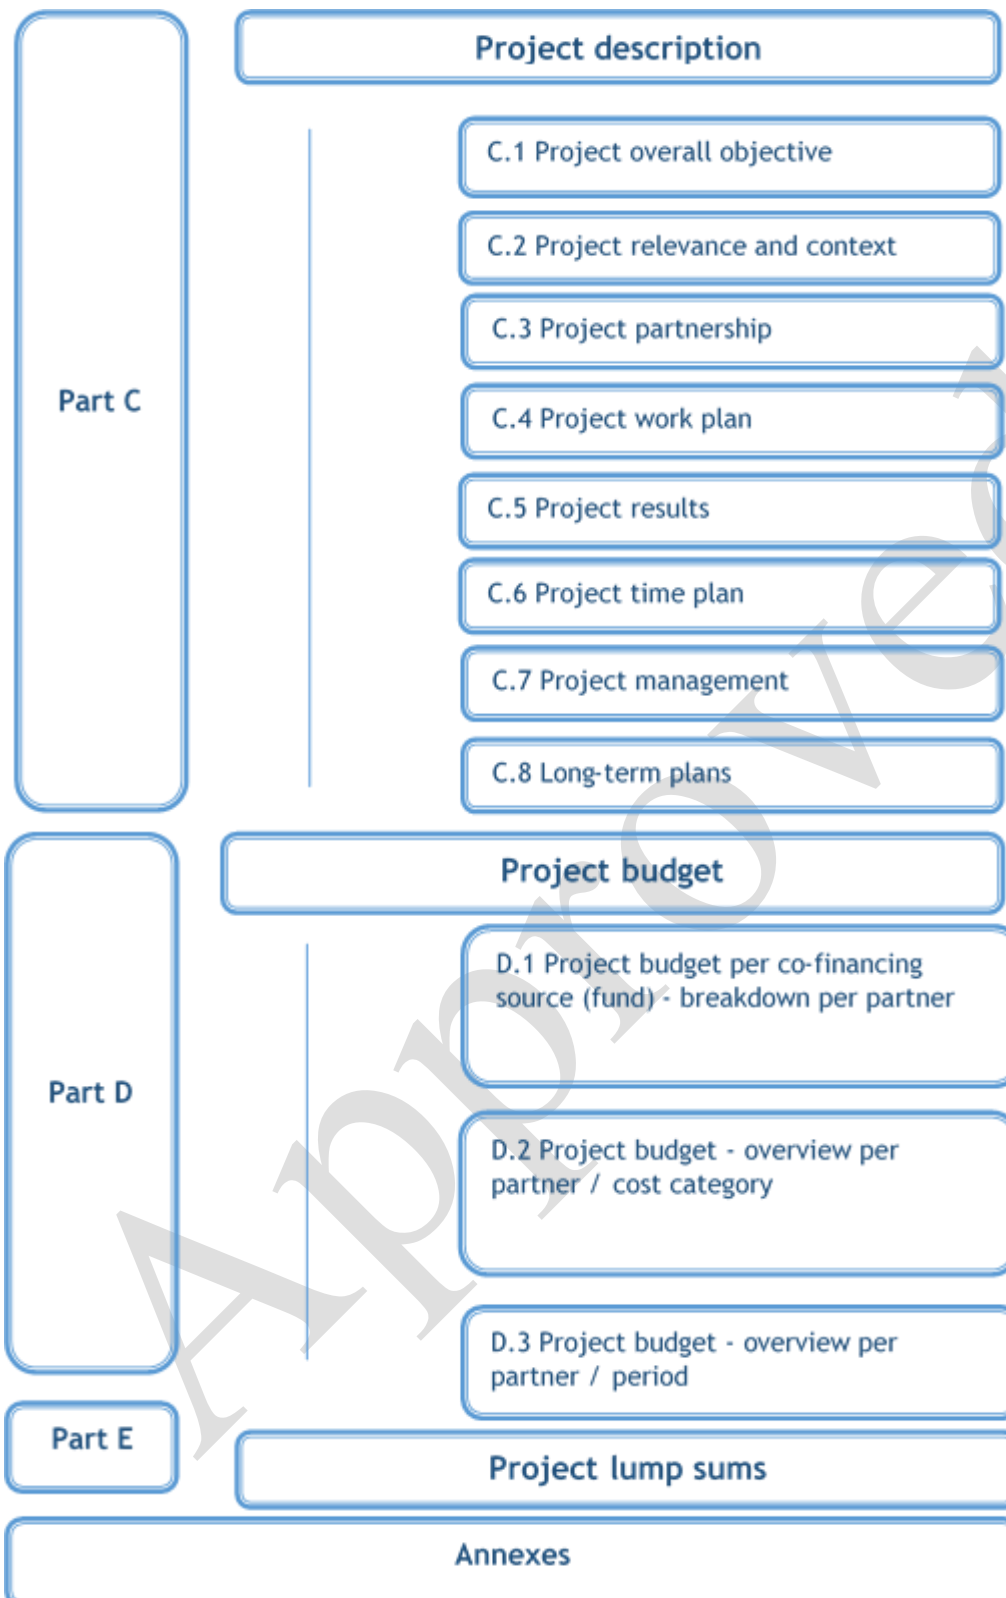 Part C
Project description
C.1 Project overall objective
C.2 Project relevance and context
C.3 Project partnership
C.4 Project work plan
C.5 Project results
C.6 Project time plan
C.7 Project management
C.8 Long-term plans
Part D
Project budget
D.1 Project budget per co-financing
source (fund) - breakdown per partner
D.2 Project budget - overview per
partner / cost category
D.3 Project budget - overview per
partner / period
Part E
Project lump sums
Annexes
Approved